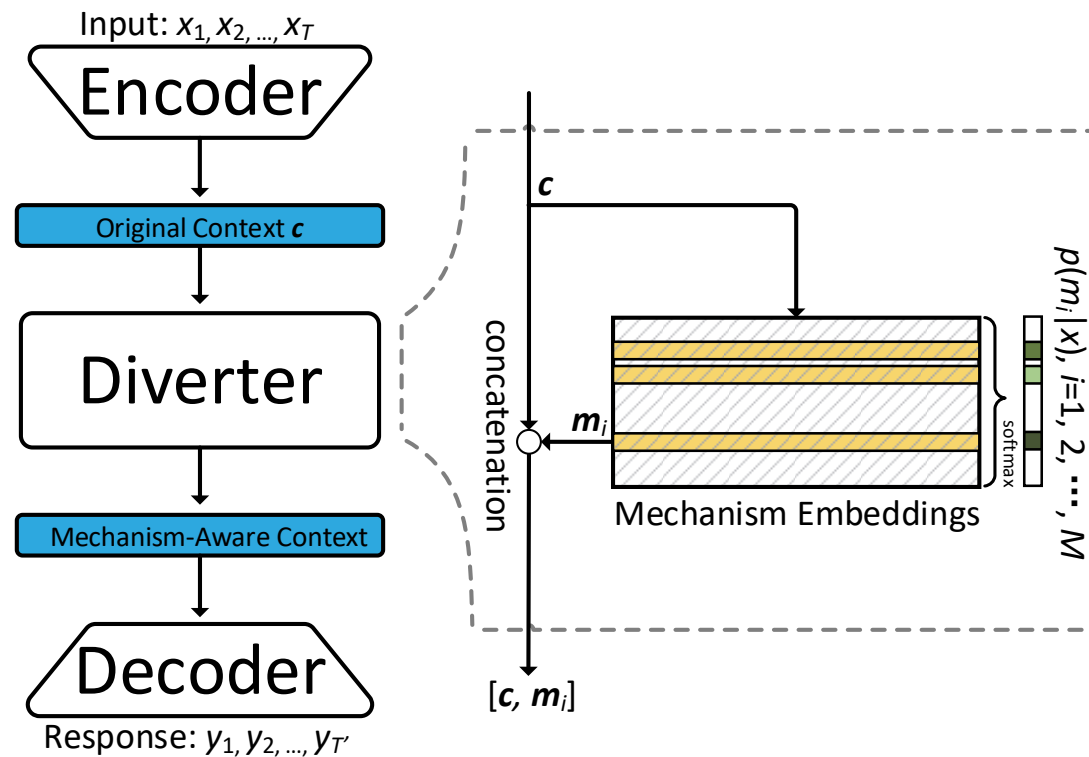 Input: x1, x2, ..., xT
Encoder
Original Context c
Diverter
Mechanism-Aware Context
Decoder
Response: y1, y2, ..., yT′
c
concatenation
mi
Mechanism Embeddings
softmax
p(mi|x), i=1, 2, ..., M
[c, mi]